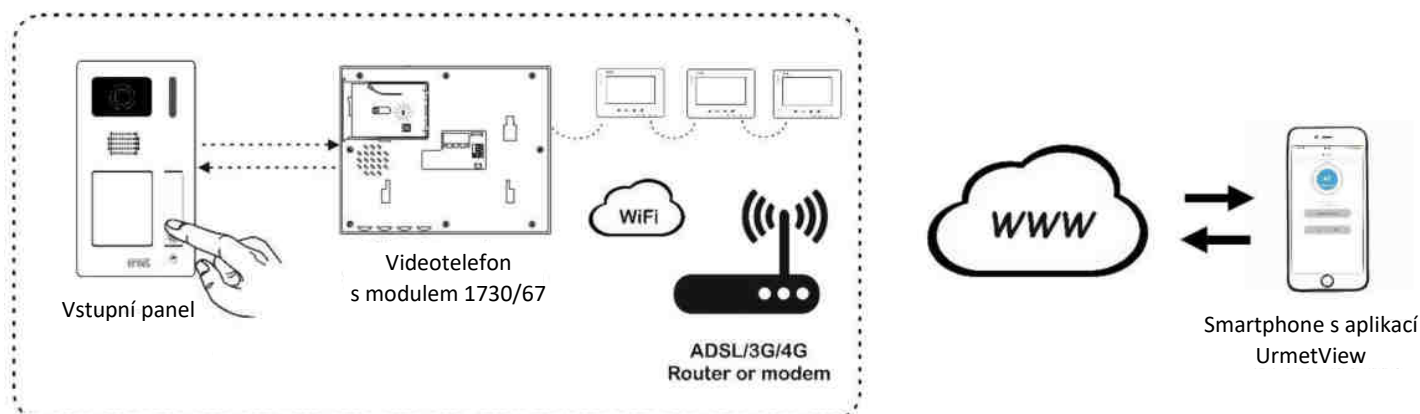 Vstupní panel
Videotelefon
s modulem 1730/67
WiFi
ADSL/3G/4G
Router or modem
WWW
Smartphone s aplikací
UrmetView